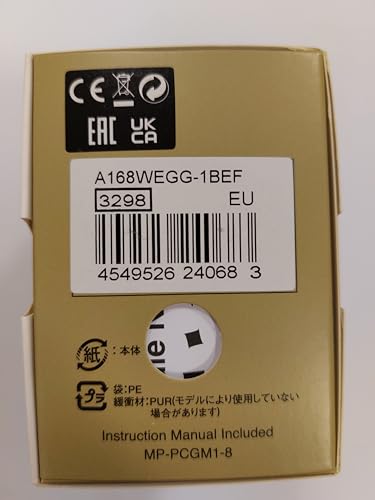 CE
EAC UK
CA
A168WEGG-1BEF
3298 EU
4549526 24068 3
紙 :本体
プラ 袋:PE
緩衝材:PUR(モデルにより使用していない
場合があります)
Instruction Manual Included
MP-PCGM1-8